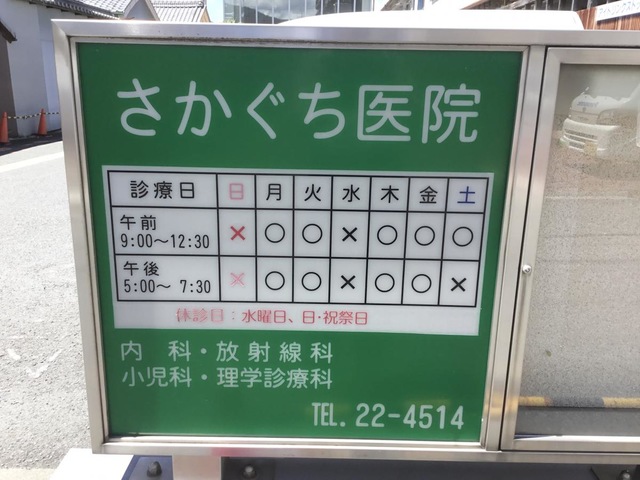 さかぐち医院
診療日 日 月 火 水 木 金 土
午前
9:00〜12:30 × ○ ○ × ○ ○ ○
午後
5:00〜 7:30 × ○ ○ × ○ ○ ×
休診日：水曜日、日・祝祭日
内 科・放射線科
小児科・理学診療科
TEL. 22-4514